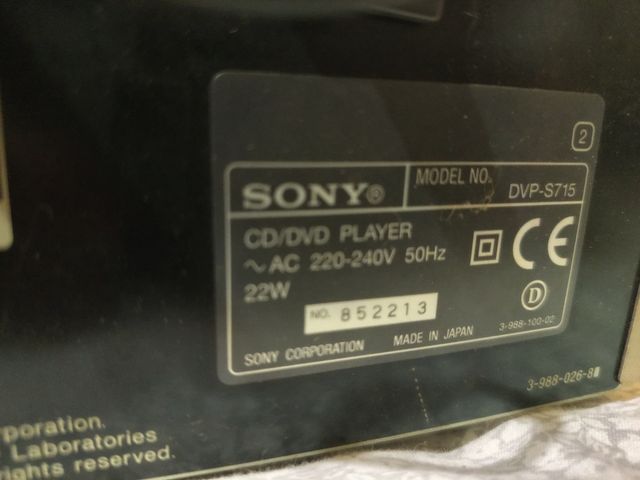 2
SONY® MODEL NO. DVP-S715
CD/DVD PLAYER
~ AC 220-240V 50Hz
22W
CE
D
NO. 852213
3-988-100-02
SONY CORPORATION MADE IN JAPAN
3-988-026-8
poration.
Laboratories
ights reserved.